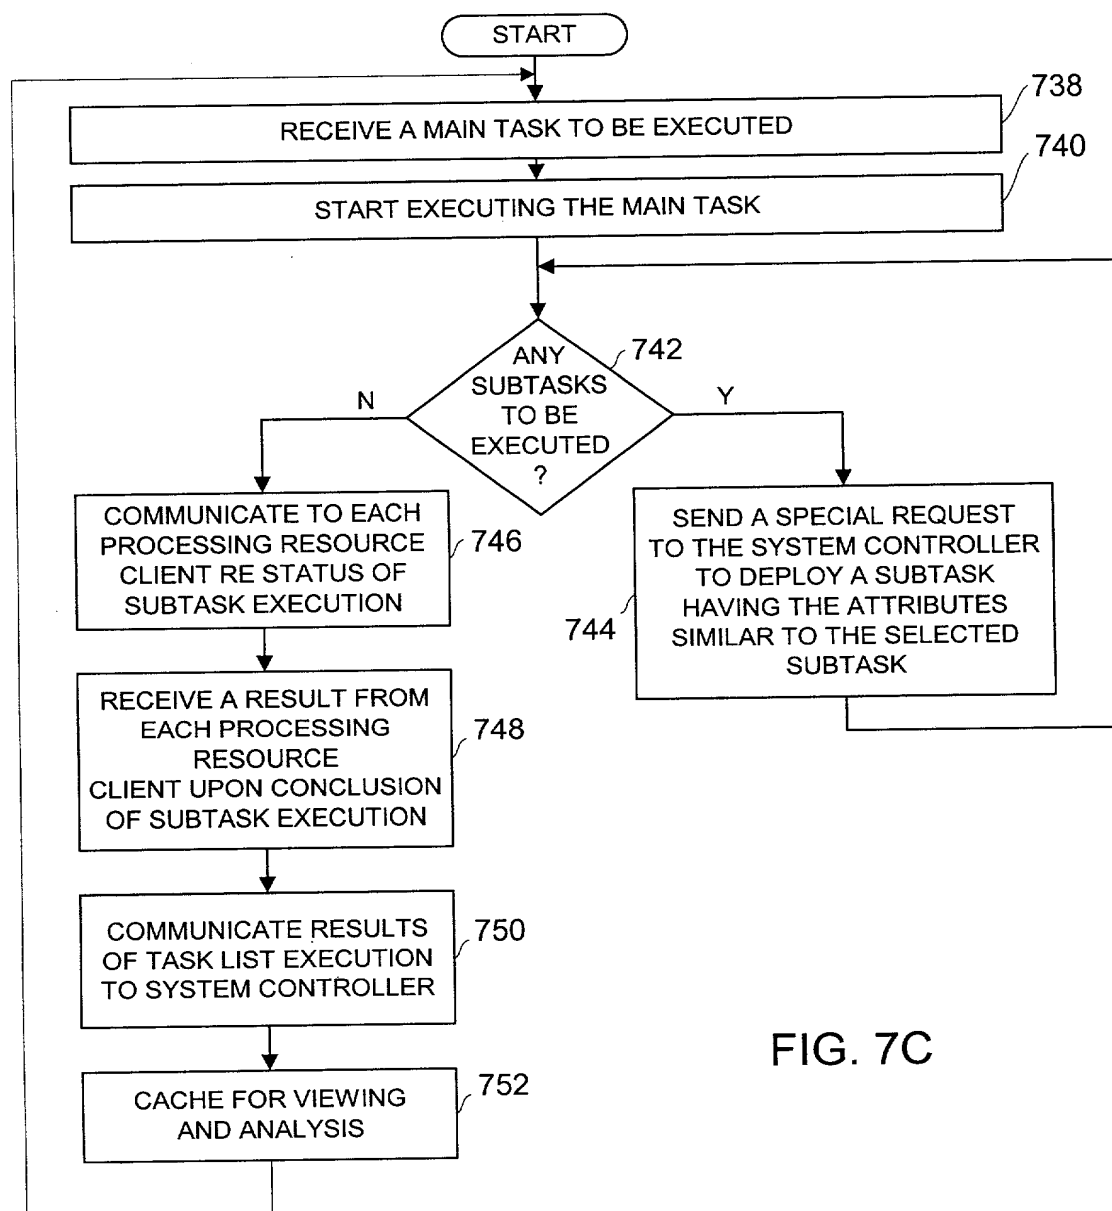 START
738
RECEIVE A MAIN TASK TO BE EXECUTED
740
START EXECUTING THE MAIN TASK
742
ANY
SUBTASKS
TO BE
EXECUTED
?
N
Y
COMMUNICATE TO EACH
PROCESSING RESOURCE
CLIENT RE STATUS OF
SUBTASK EXECUTION
746
SEND A SPECIAL REQUEST
TO THE SYSTEM CONTROLLER
TO DEPLOY A SUBTASK
HAVING THE ATTRIBUTES
SIMILAR TO THE SELECTED
SUBTASK
744
RECEIVE A RESULT FROM
EACH PROCESSING
RESOURCE
CLIENT UPON CONCLUSION
OF SUBTASK EXECUTION
748
COMMUNICATE RESULTS
OF TASK LIST EXECUTION
TO SYSTEM CONTROLLER
750
CACHE FOR VIEWING
AND ANALYSIS
752
FIG. 7C